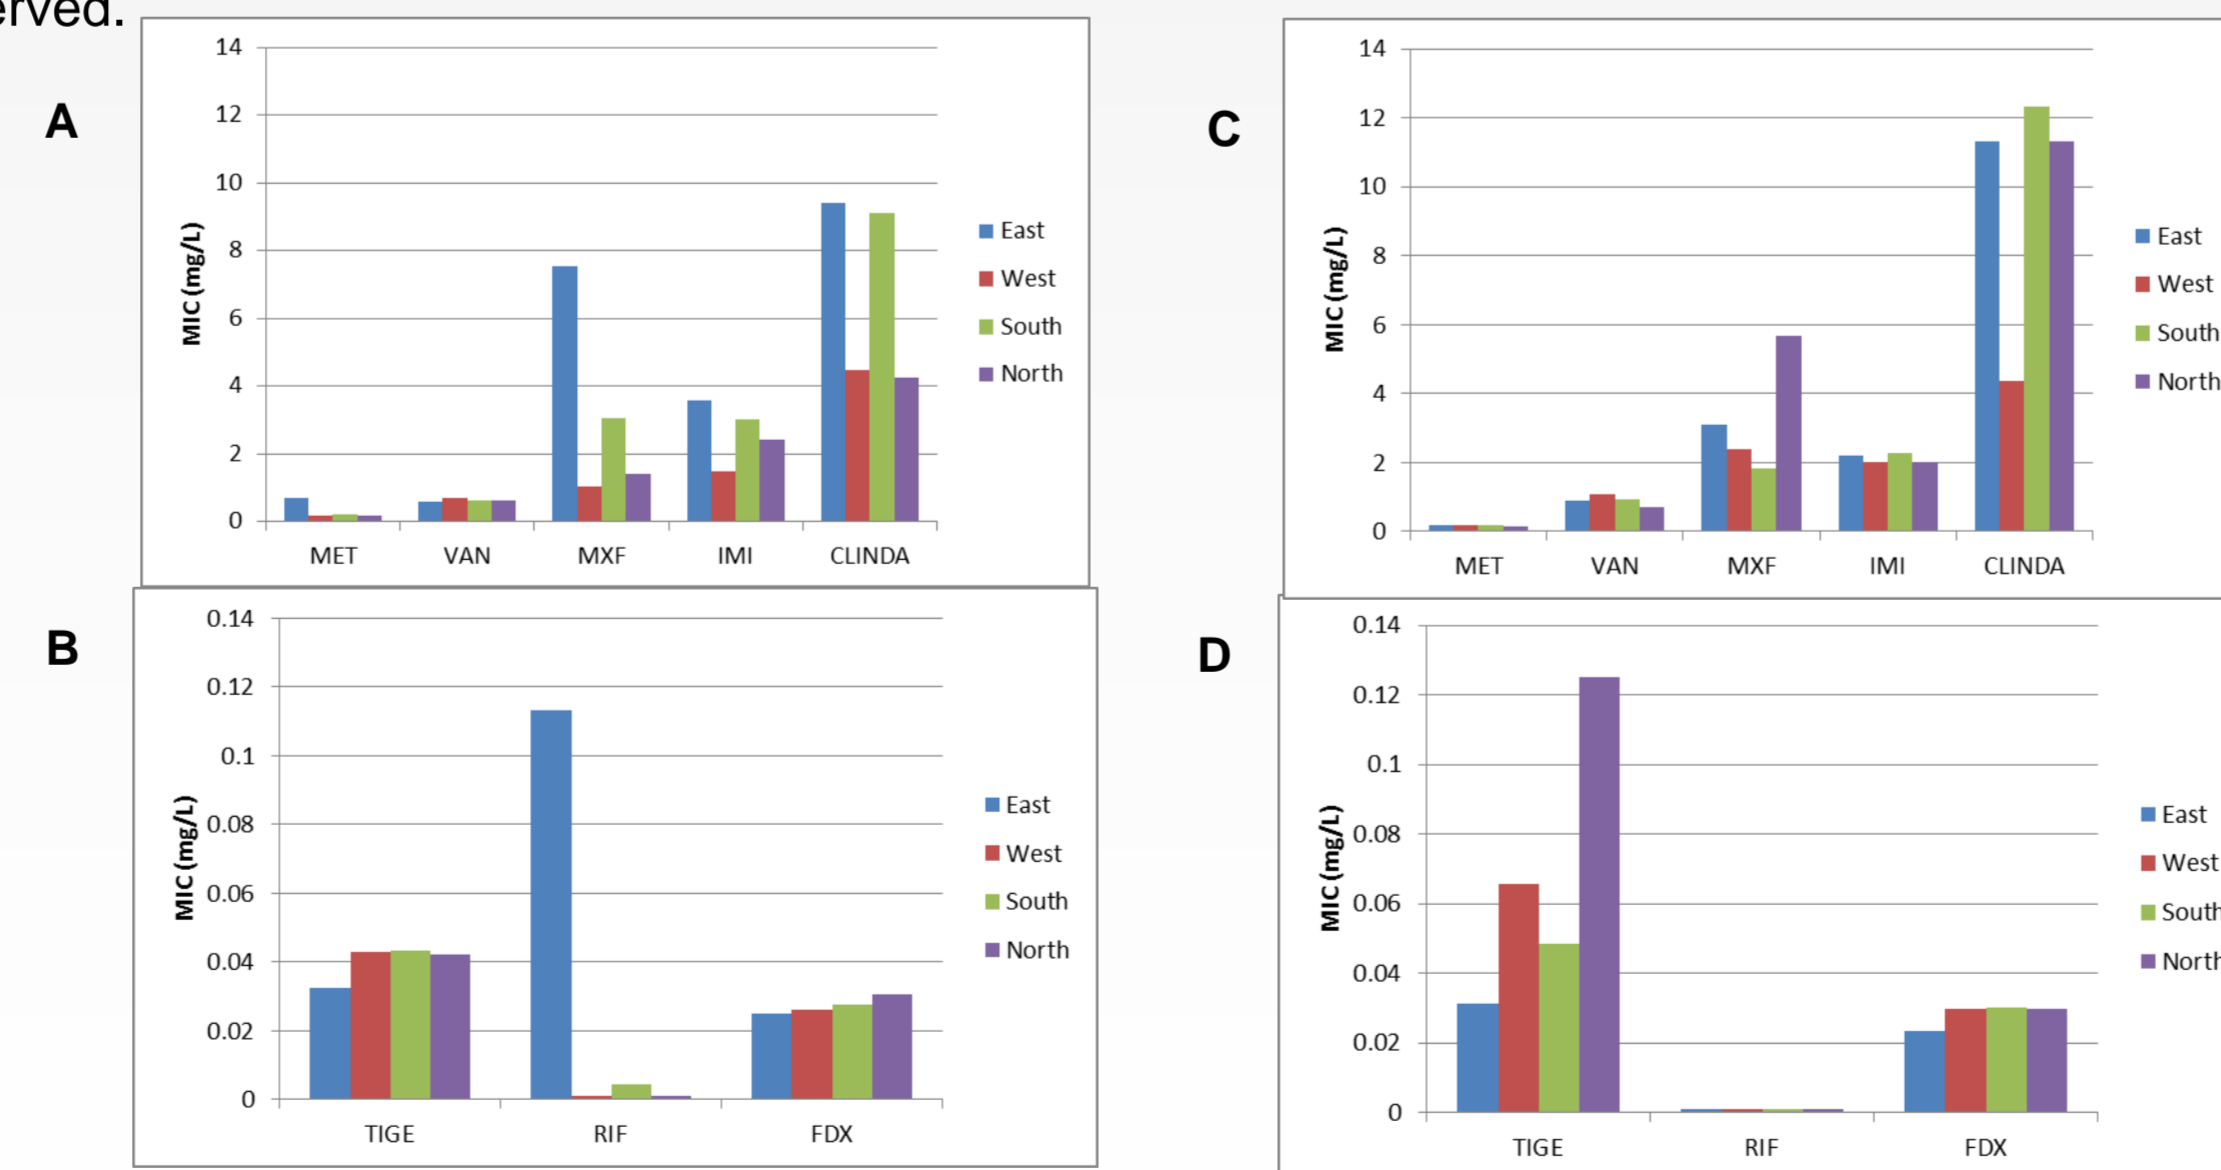 erved.
A
14
12
10
8
6
4
2
0
MIC (mg/L)
MET VAN MXF IMI CLINDA
East
West
South
North
B
0.14
0.12
0.1
0.08
0.06
0.04
0.02
0
MIC (mg/L)
TIGE RIF FDX
East
West
South
North
C
14
12
10
8
6
4
2
0
MIC (mg/L)
MET VAN MXF IMI CLINDA
East
West
South
North
D
0.14
0.12
0.1
0.08
0.06
0.04
0.02
0
MIC (mg/L)
TIGE RIF FDX
East
West
South
North